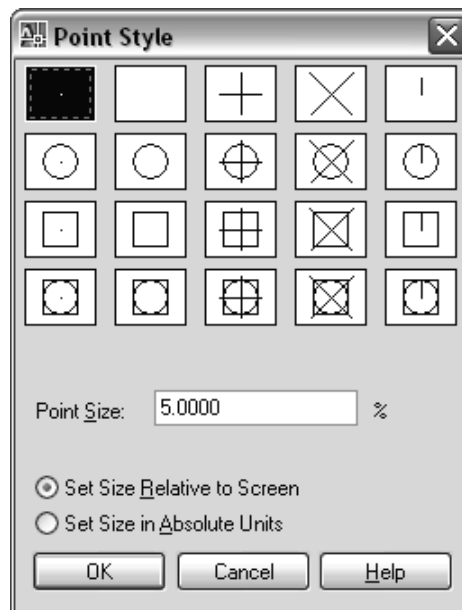 Point Style
Point Size: 5.0000 %
Set Size Relative to Screen
Set Size in Absolute Units
OK Cancel Help